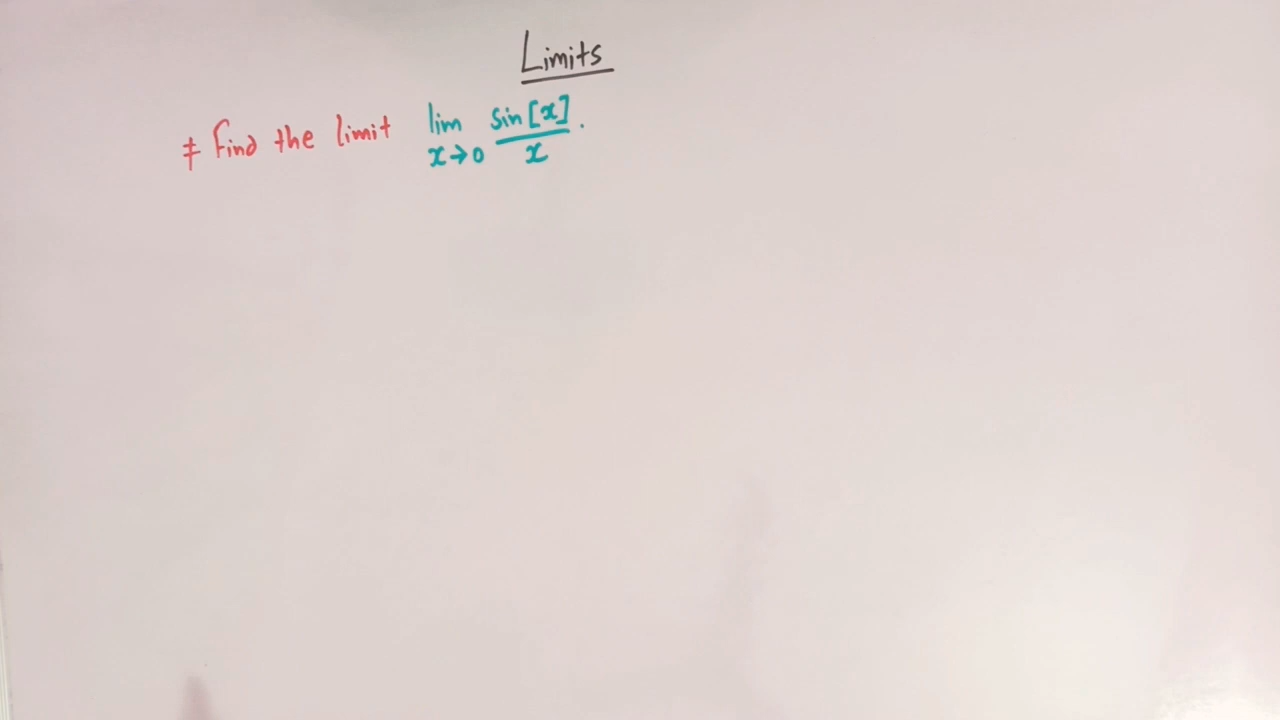 Limits
# Find the limit lim x→0 sin[x]/x.